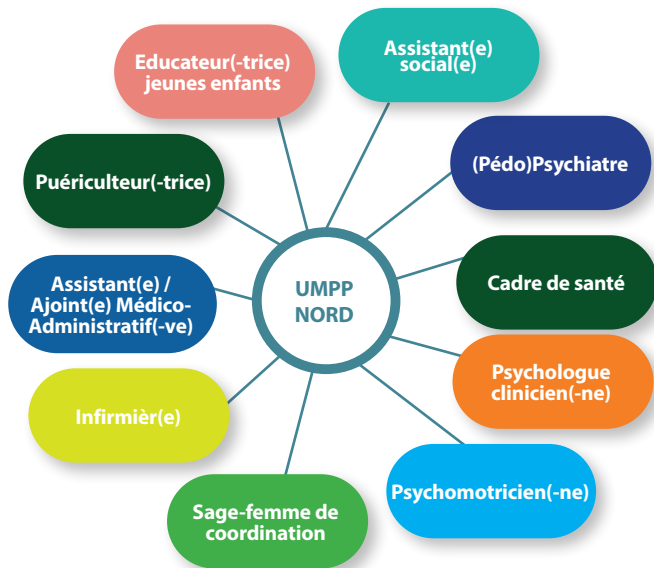 Assistant(e)
social(e)
Educateur(-trice)
jeunes enfants
(Pédo)Psychiatre
Puériculteur(-trice)
Cadre de santé
Assistant(e) /
Ajoint(e) Médico-
Administratif(-ve)
UMPP
NORD
Psychologue
clinicien(-ne)
Infirmièr(e)
Psychomotricien(-ne)
Sage-femme de
coordination